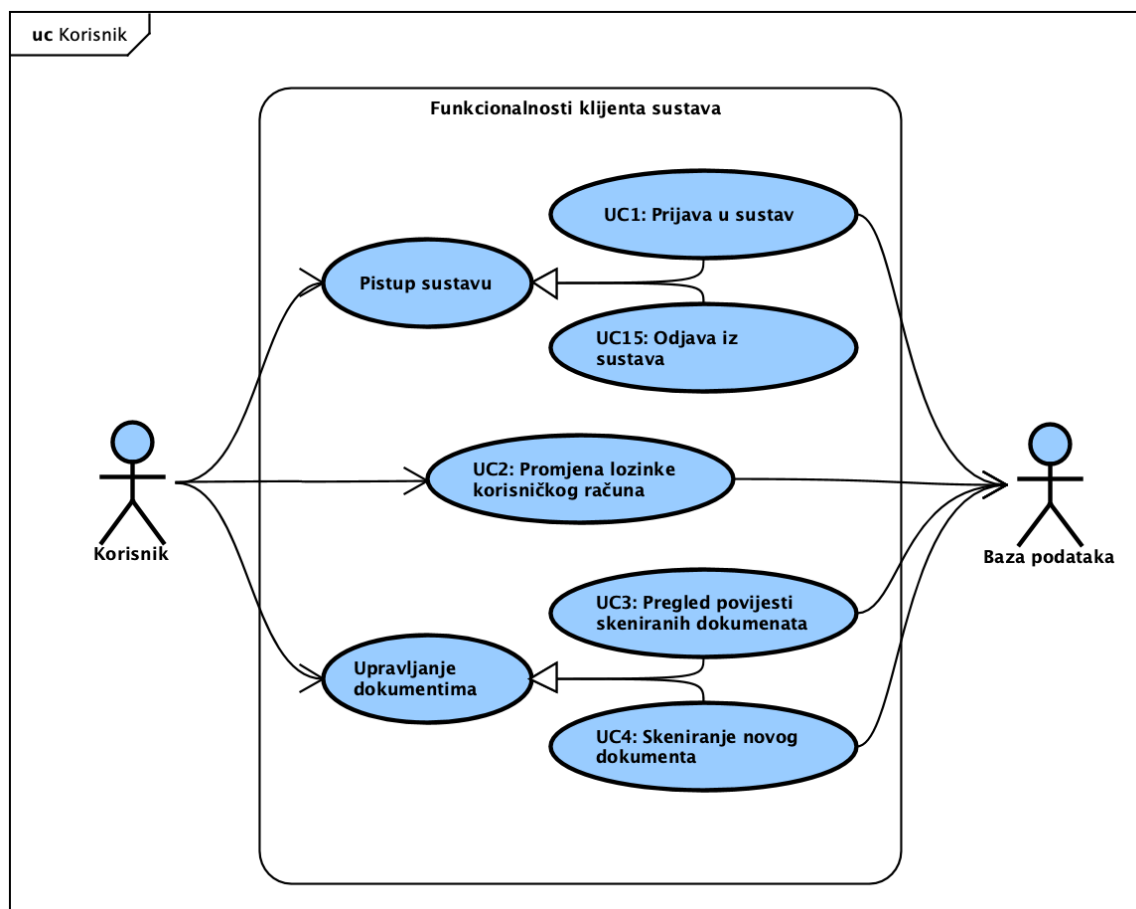 uc Korisnik
Funkcionalnosti klijenta sustava
UC1: Prijava u sustav
Pistup sustavu
UC15: Odjava iz
sustava
UC2: Promjena lozinke
korisničkog računa
Korisnik
Baza podataka
UC3: Pregled povijesti
skeniranih dokumenata
Upravljanje
dokumentima
UC4: Skeniranje novog
dokumenta